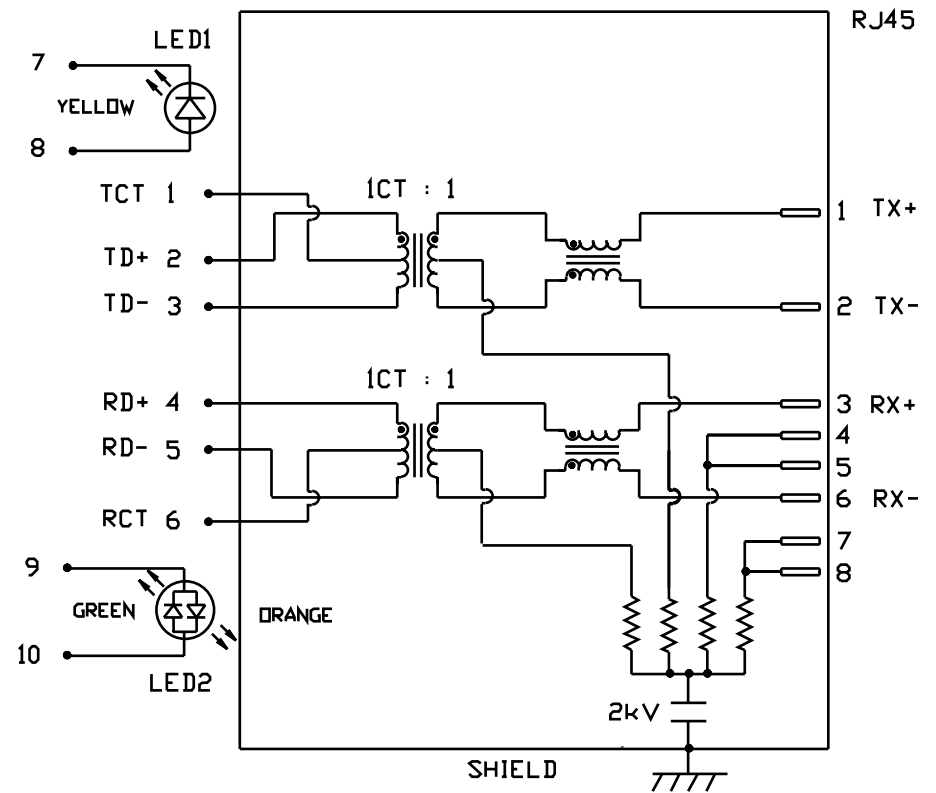 RJ45
LED1
7
YELLOW
8
TCT 1
1CT : 1
1 TX+
TD+ 2
TD- 3
2 TX-
1CT : 1
RD+ 4
3 RX+
4
RD- 5
5
6 RX-
RCT 6
7
9
8
GREEN
ORANGE
10
LED2
2kV
SHIELD